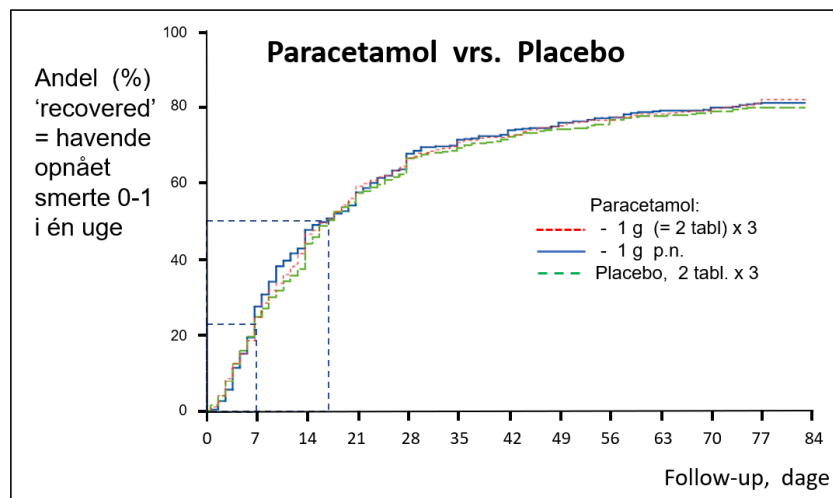 Paracetamol vrs. Placebo
Andel (%)
‘recovered’
= havende
opnået
smerte 0-1
i én uge
100
80
60
40
20
0
Paracetamol:
- 1 g (= 2 tabl) x 3
- 1 g p.n.
Placebo, 2 tabl. x 3
0 7 14 21 28 35 42 49 56 63 70 77 84
Follow-up, dage